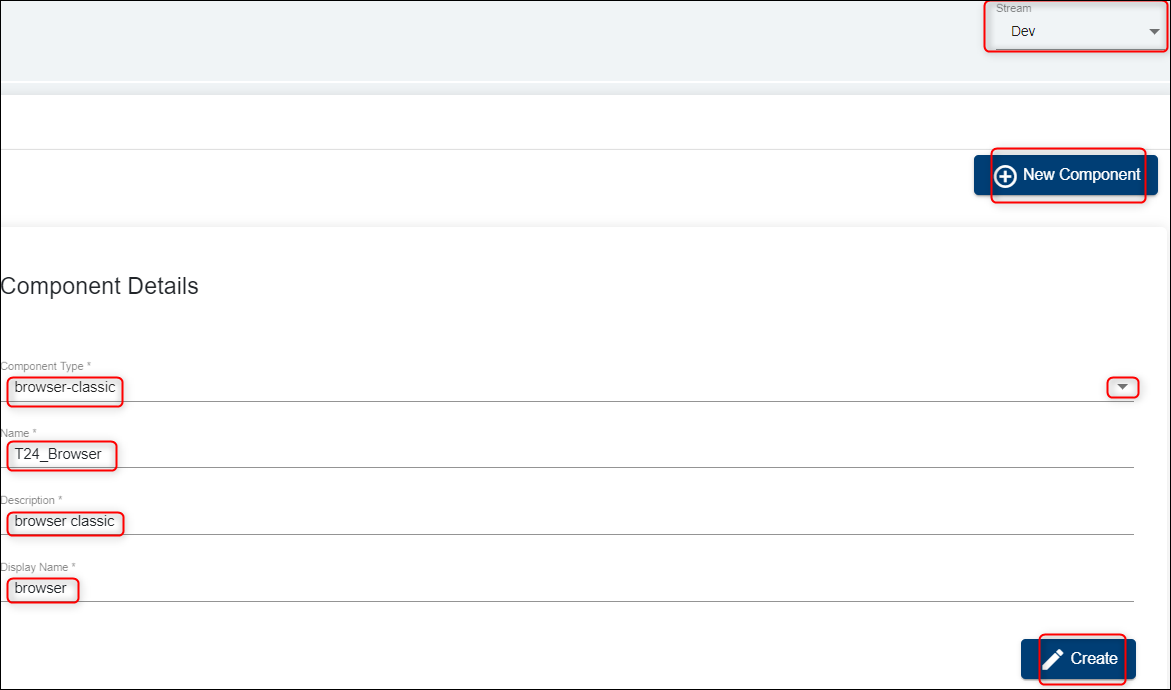 Stream
Dev
New Component
Component Details
Component Type *
browser-classic
Name *
T24_Browser
Description *
browser classic
Display Name *
browser
Create